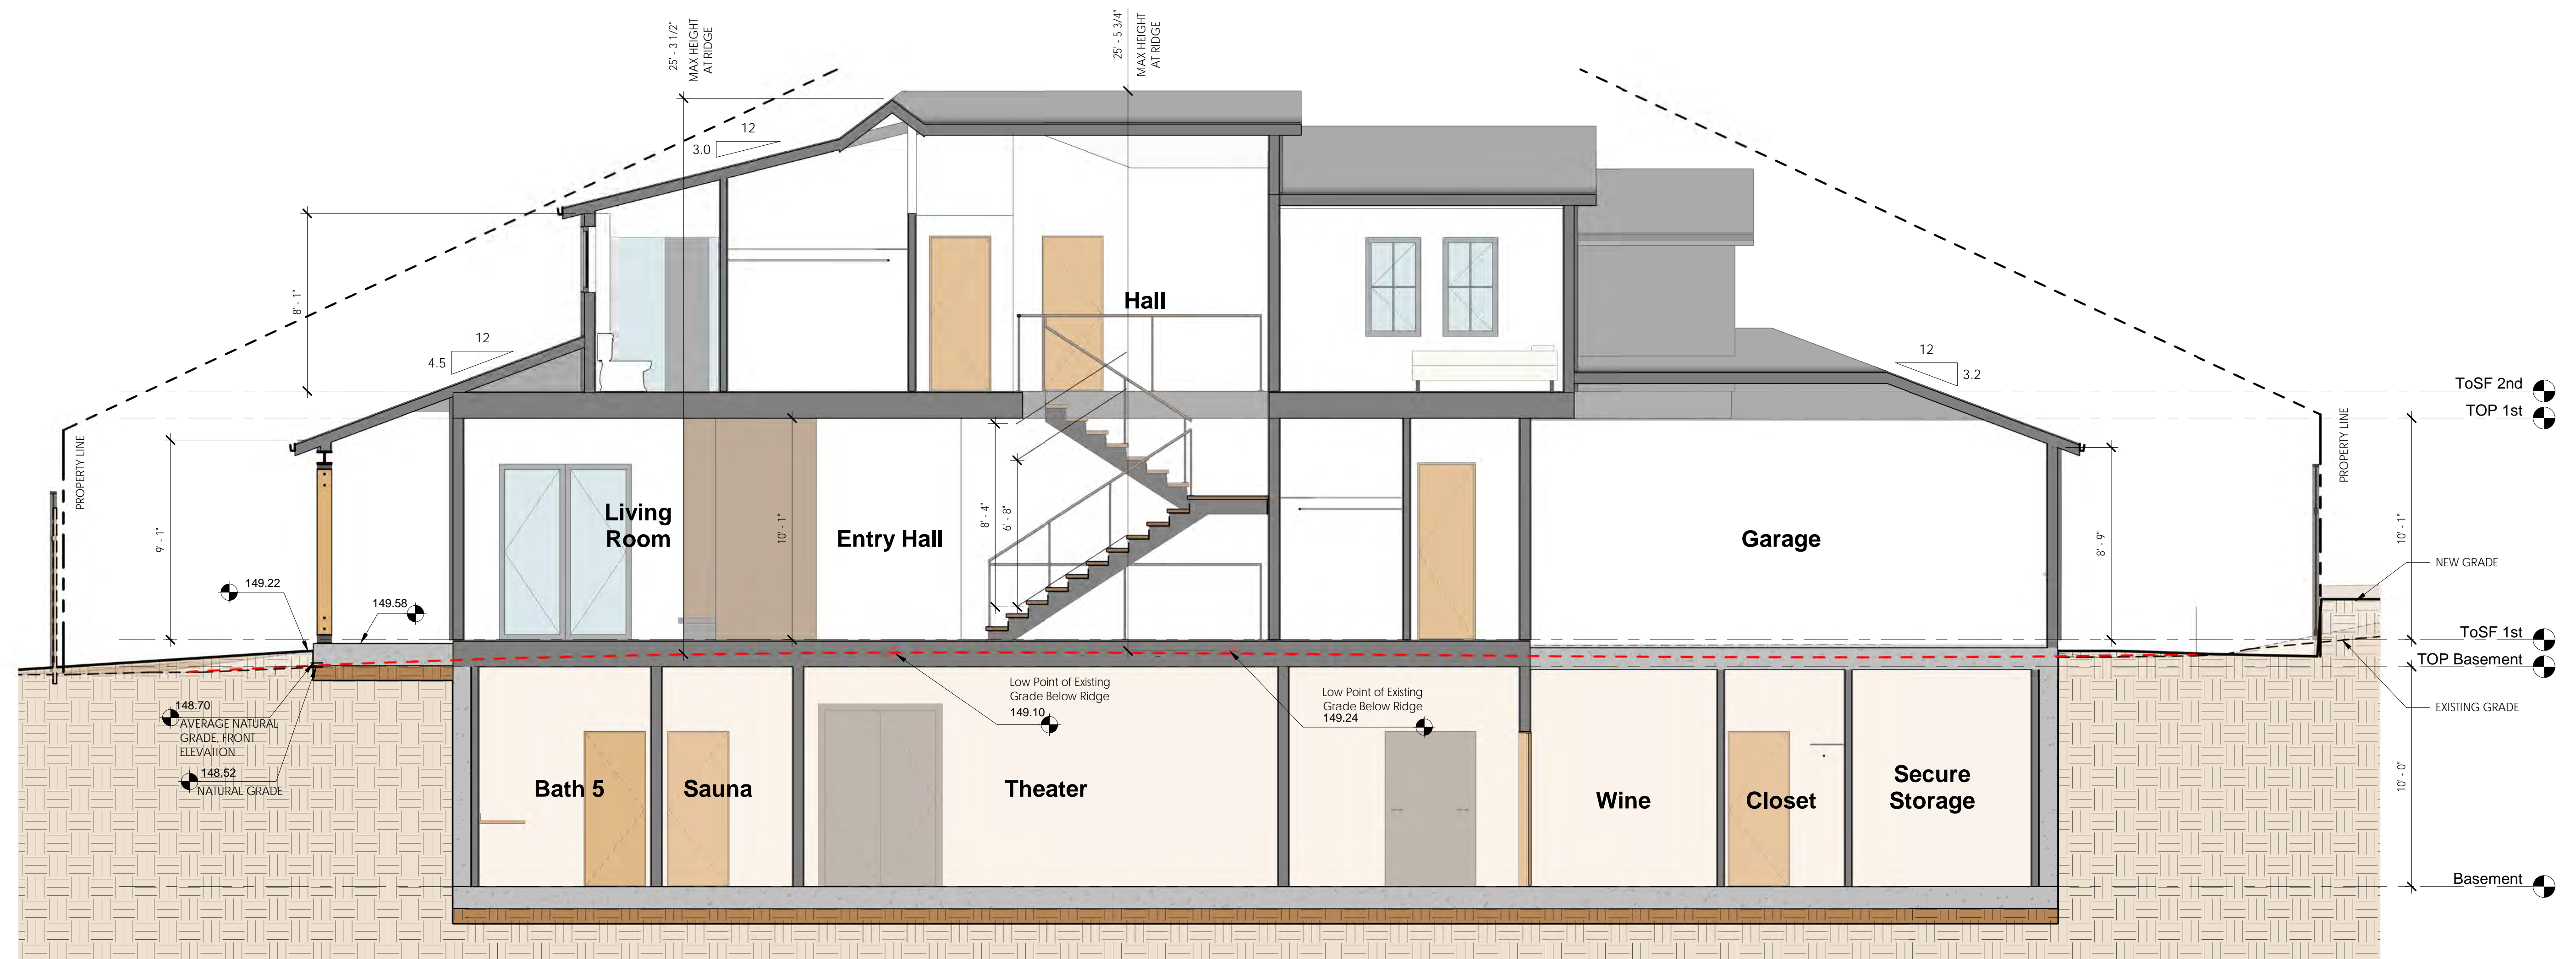 25' - 3 1/2"
MAX HEIGHT
AT RIDGE
25' - 5 3/4"
MAX HEIGHT
AT RIDGE
12
3.0
8' - 1"
Hall
12
4.5
12
3.2
ToSF 2nd
TOP 1st
PROPERTY LINE
PROPERTY LINE
9' - 1"
Living
Room
10' - 1"
Entry Hall
8' - 4"
6' - 8"
Garage
8' - 9"
10' - 1"
NEW GRADE
149.22
149.58
ToSF 1st
TOP Basement
148.70
AVERAGE NATURAL
GRADE, FRONT
ELEVATION
148.52
NATURAL GRADE
Low Point of Existing
Grade Below Ridge
149.10
Low Point of Existing
Grade Below Ridge
149.24
EXISTING GRADE
Bath 5
Sauna
Theater
Wine
Closet
Secure
Storage
10' - 0"
Basement